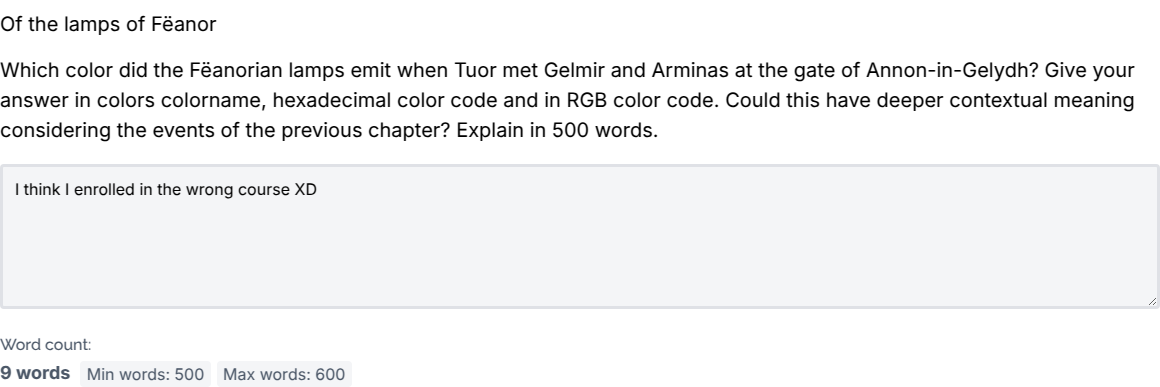 Of the lamps of Fëanor
Which color did the Fëanorian lamps emit when Tuor met Gelmir and Arminas at the gate of Annon-in-Gelydh? Give your
answer in colors colorname, hexadecimal color code and in RGB color code. Could this have deeper contextual meaning
considering the events of the previous chapter? Explain in 500 words.
I think I enrolled in the wrong course XD
Word count:
9 words Min words: 500 Max words: 600